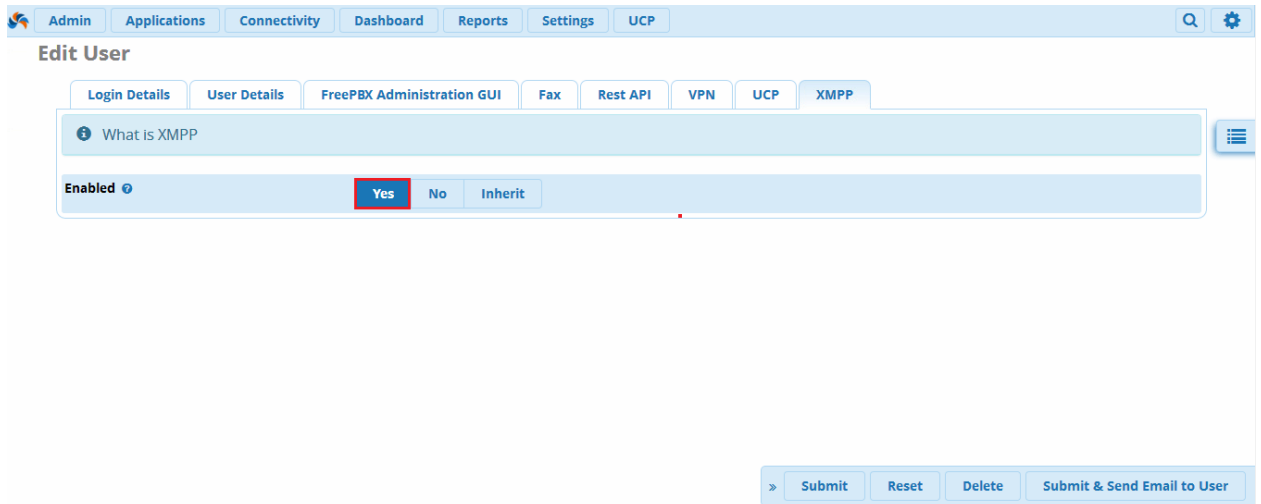 Admin Applications Connectivity Dashboard Reports Settings UCP
Edit User
Login Details User Details FreePBX Administration GUI Fax Rest API VPN UCP XMPP
What is XMPP
Enabled Yes No Inherit
» Submit Reset Delete Submit & Send Email to User